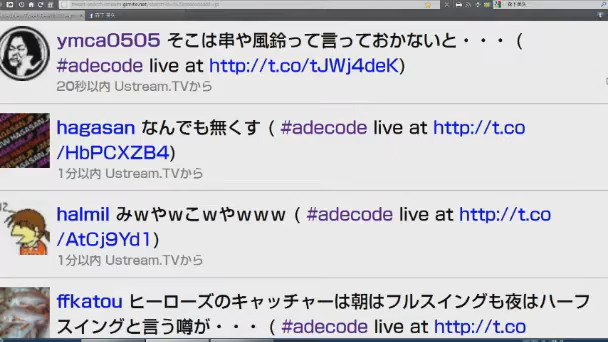 ymca0505 そこは串や風鈴って言っておかないと・・・ (
#adecode live at http://t.co/tJWj4deK)
20秒以内 Ustream.TVから
hagasan なんでも無くす ( #adecode live at http://t.co
/HbPCXZB4)
1分以内 Ustream.TVから
halmil みｗやｗこｗやｗｗｗ ( #adecode live at http://t.co
/AtCj9Yd1)
1分以内 Ustream.TVから
ffkatou ヒーローズのキャッチャーは朝はフルスイングも夜はハーフ
スイングと言う噂が・・・ ( #adecode live at http://t.co